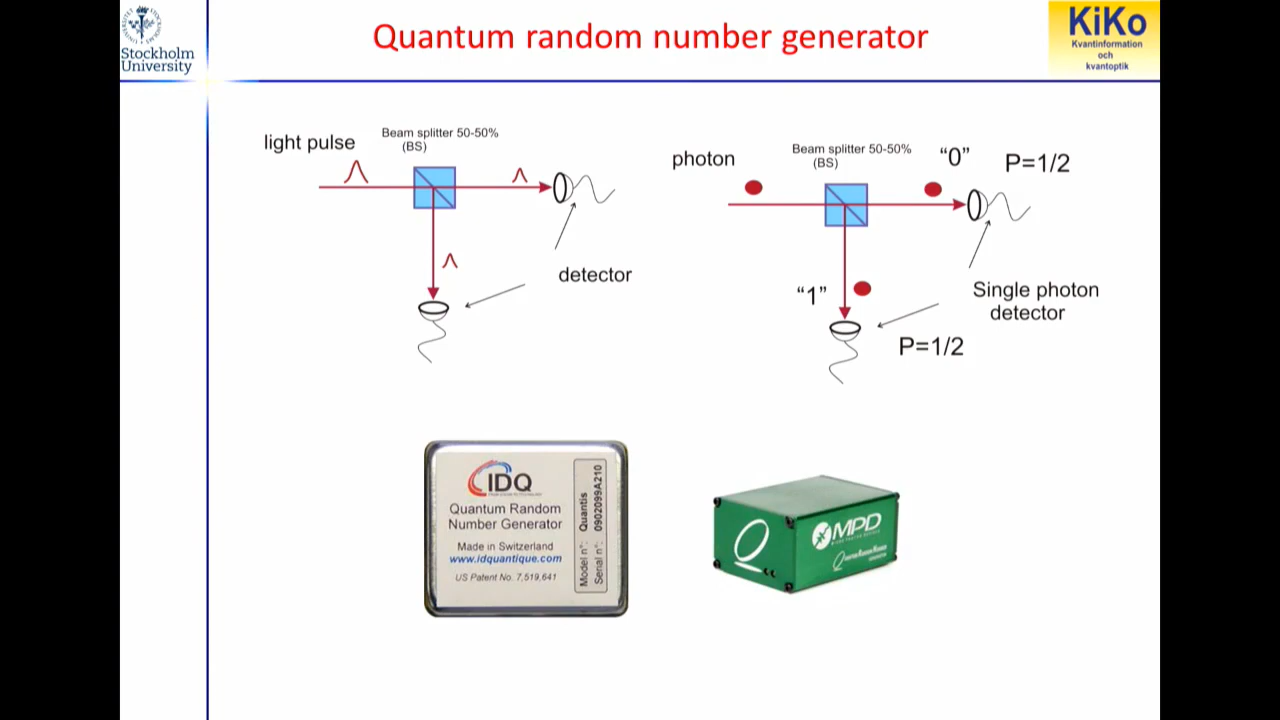 Stockholm
University
Quantum random number generator
KiKo
Kvantinformation
och
kvantoptik
light pulse
Beam splitter 50-50%
(BS)
detector
photon
Beam splitter 50-50%
(BS)
“0”
P=1/2
“1”
Single photon
detector
P=1/2
IDQ
Quantum Random
Number Generator
Made in Switzerland
www.idquantique.com
US Patent No. 7,519,641
Model n°: Quantis
Serial n°: 0902099A210
Q
MPD